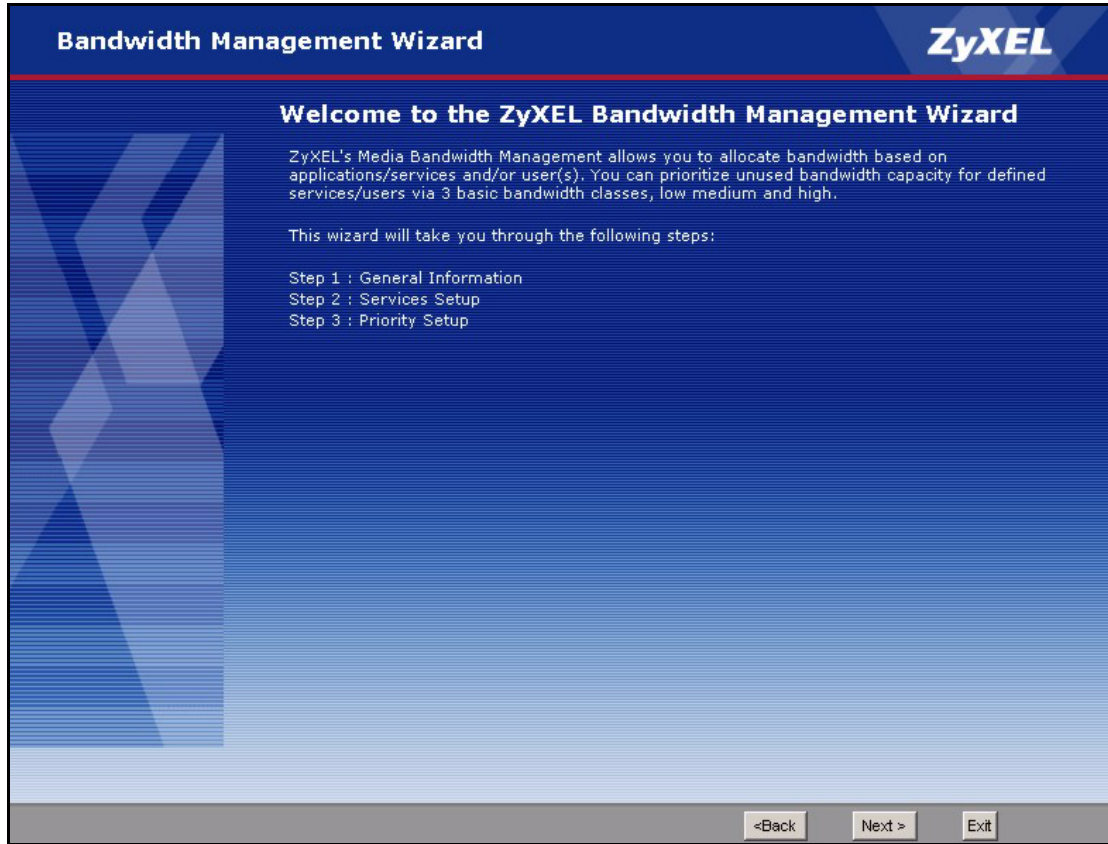 Bandwidth Management Wizard
ZyXEL
Welcome to the ZyXEL Bandwidth Management Wizard
ZyXEL's Media Bandwidth Management allows you to allocate bandwidth based on
applications/services and/or user(s). You can prioritize unused bandwidth capacity for defined
services/users via 3 basic bandwidth classes, low medium and high.
This wizard will take you through the following steps:
Step 1 : General Information
Step 2 : Services Setup
Step 3 : Priority Setup
<Back
Next >
Exit